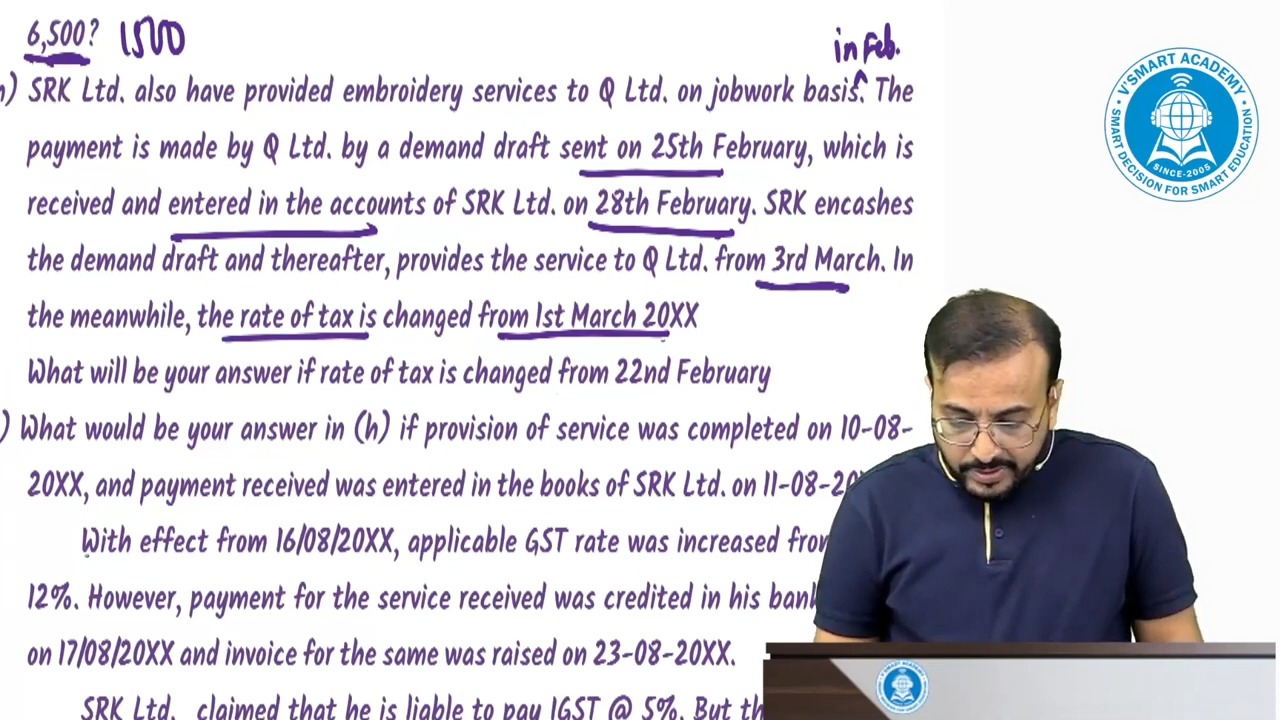 6,500? 1500
in Feb.
) SRK Ltd. also have provided embroidery services to Q Ltd. on jobwork basis. The
payment is made by Q Ltd. by a demand draft sent on 25th February, which is
received and entered in the accounts of SRK Ltd. on 28th February. SRK encashes
the demand draft and thereafter, provides the service to Q Ltd. from 3rd March. In
the meanwhile, the rate of tax is changed from 1st March 20XX
What will be your answer if rate of tax is changed from 22nd February
) What would be your answer in (h) if provision of service was completed on 10-08-
20XX, and payment received was entered in the books of SRK Ltd. on 11-08-20
With effect from 16/08/20XX, applicable GST rate was increased
12%. However, payment for the service received was credited in his bank
on 17/08/20XX and invoice for the same was raised on 23-08-20XX.
SRK Ltd. claimed that he is liable to pay IGST @ 5%. But
V'SMART ACADEMY
SINCE-2005
SMART DECISION FOR SMART EDUCATION